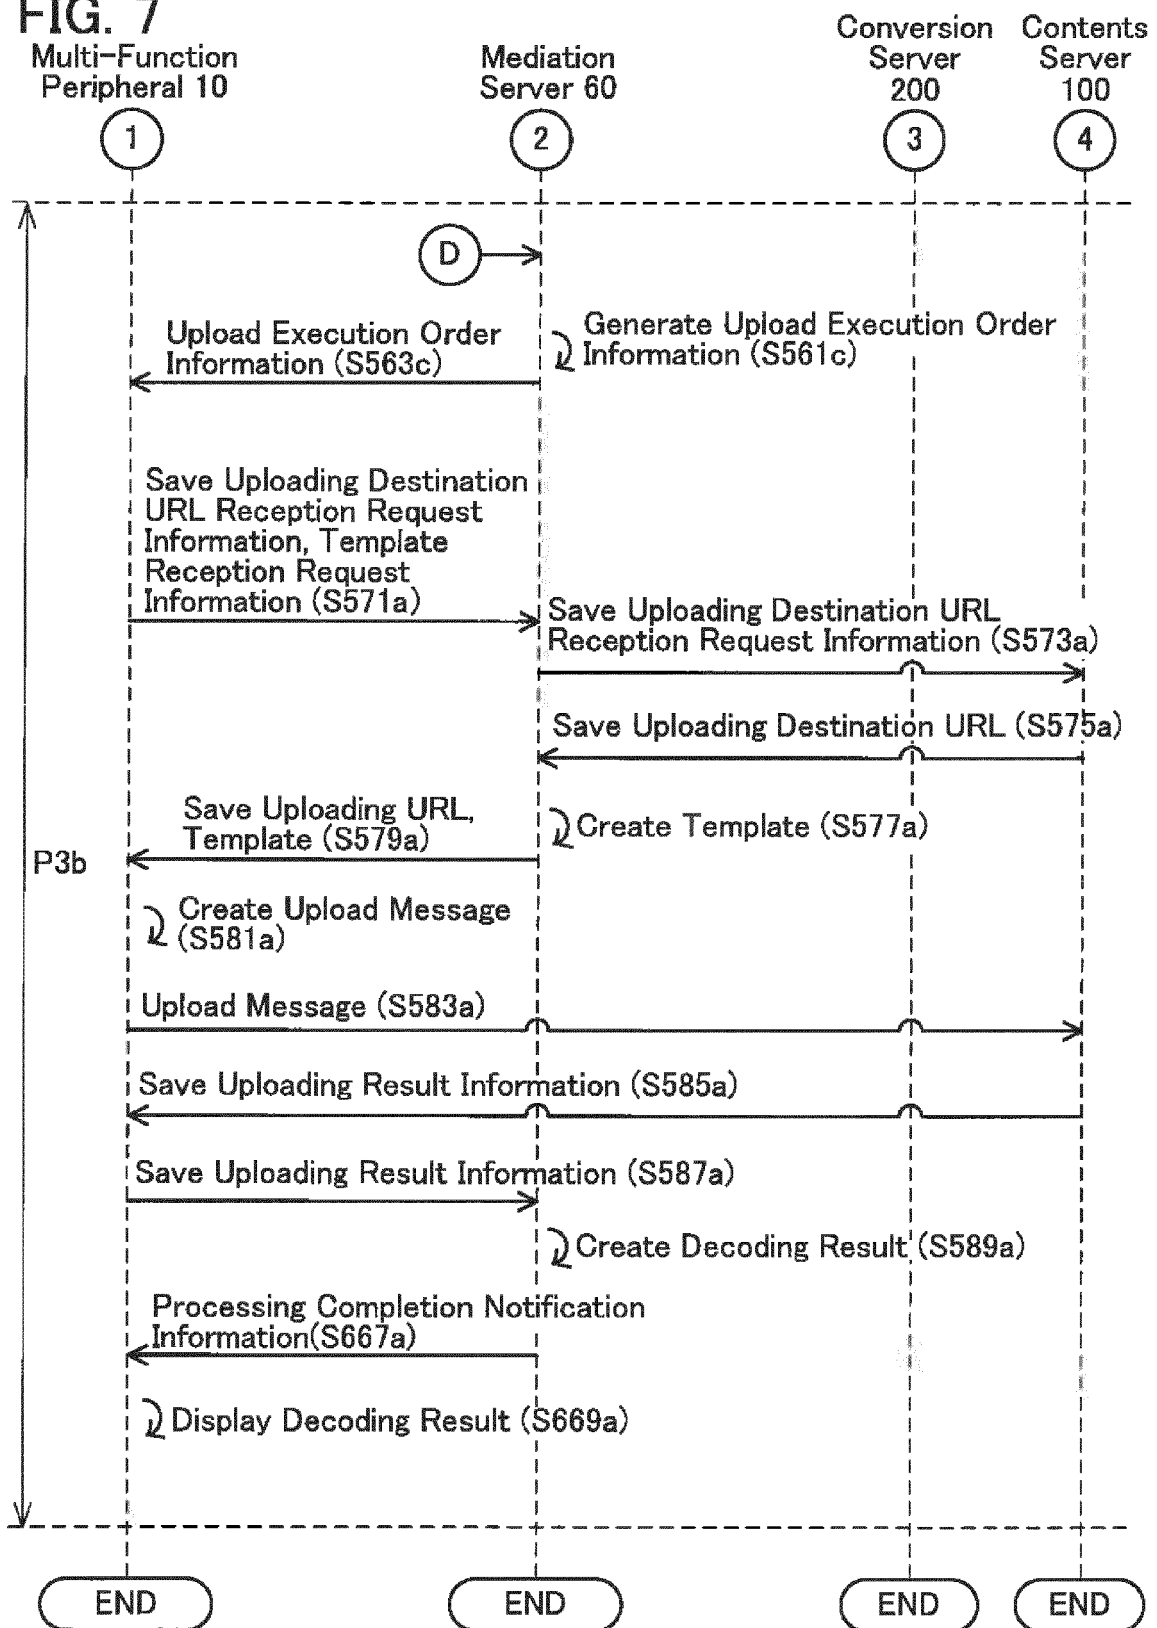 FIG. 7
Multi-Function
Peripheral 10
Mediation
Server 60
Conversion
Server
200
Contents
Server
100
1
2
3
4
D
Upload Execution Order
Information (S563c)
Generate Upload Execution Order
Information (S561c)
Save Uploading Destination
URL Reception Request
Information, Template
Reception Request
Information (S571a)
Save Uploading Destination URL
Reception Request Information (S573a)
Save Uploading Destination URL (S575a)
Save Uploading URL,
Template (S579a)
Create Template (S577a)
P3b
Create Upload Message
(S581a)
Upload Message (S583a)
Save Uploading Result Information (S585a)
Save Uploading Result Information (S587a)
Create Decoding Result (S589a)
Processing Completion Notification
Information(S667a)
Display Decoding Result (S669a)
END
END
END
END